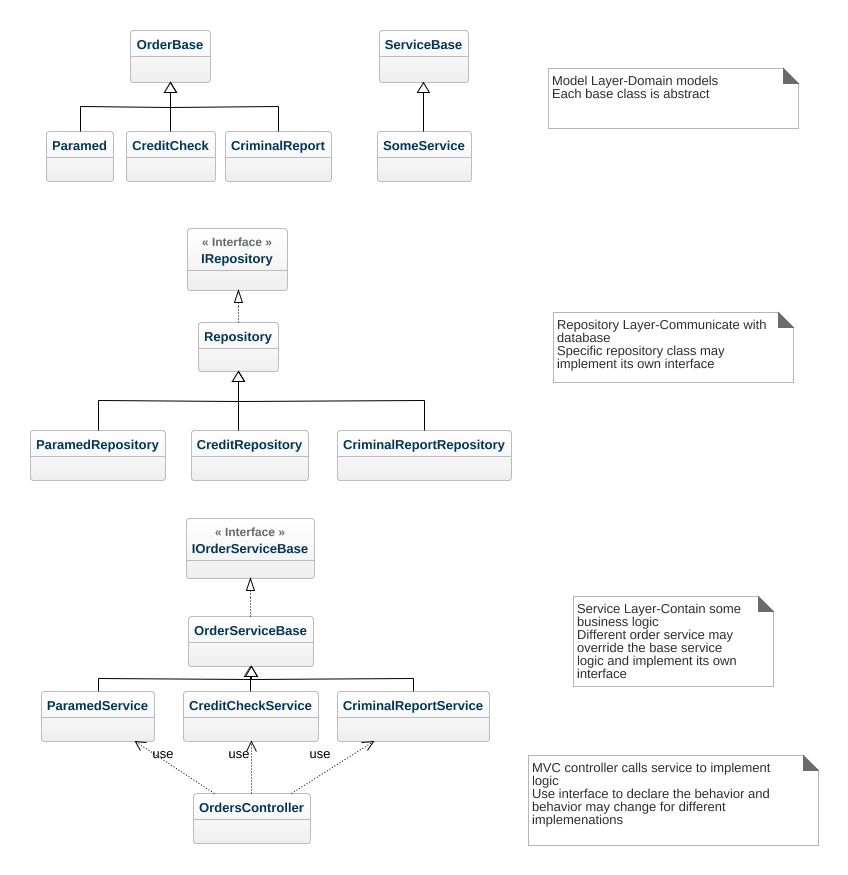 OrderBase
ServiceBase
Model Layer-Domain models
Each base class is abstract
Paramed
CreditCheck
CriminalReport
SomeService
« Interface »
IRepository
Repository
Repository Layer-Communicate with
database
Specific repository class may
implement its own interface
ParamedRepository
CreditRepository
CriminalReportRepository
« Interface »
IOrderServiceBase
OrderServiceBase
Service Layer-Contain some
business logic
Different order service may
override the base service
logic and implement its own
interface
ParamedService
CreditCheckService
CriminalReportService
use
use
use
OrdersController
MVC controller calls service to implement
logic
Use interface to declare the behavior and
behavior may change for different
implemenations